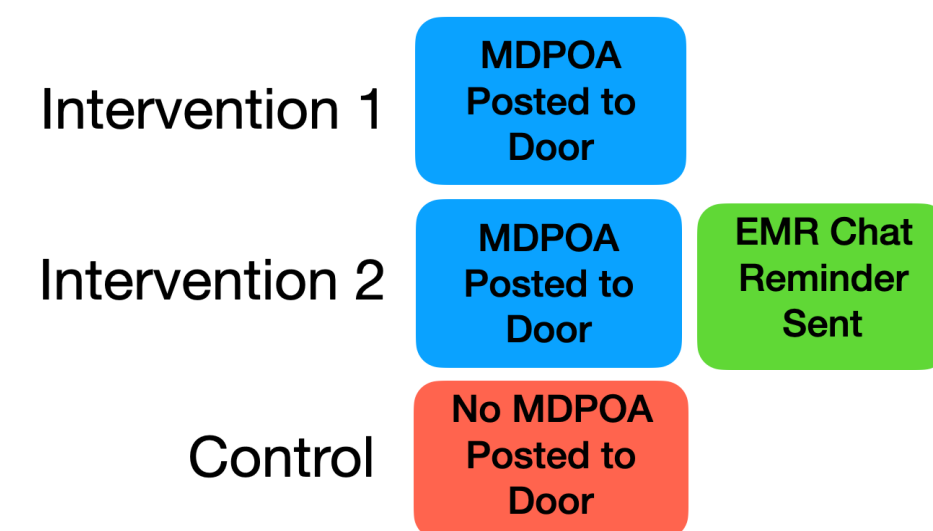 Intervention 1
MDPOA
Posted to
Door
Intervention 2
MDPOA
Posted to
Door
EMR Chat
Reminder
Sent
Control
No MDPOA
Posted to
Door